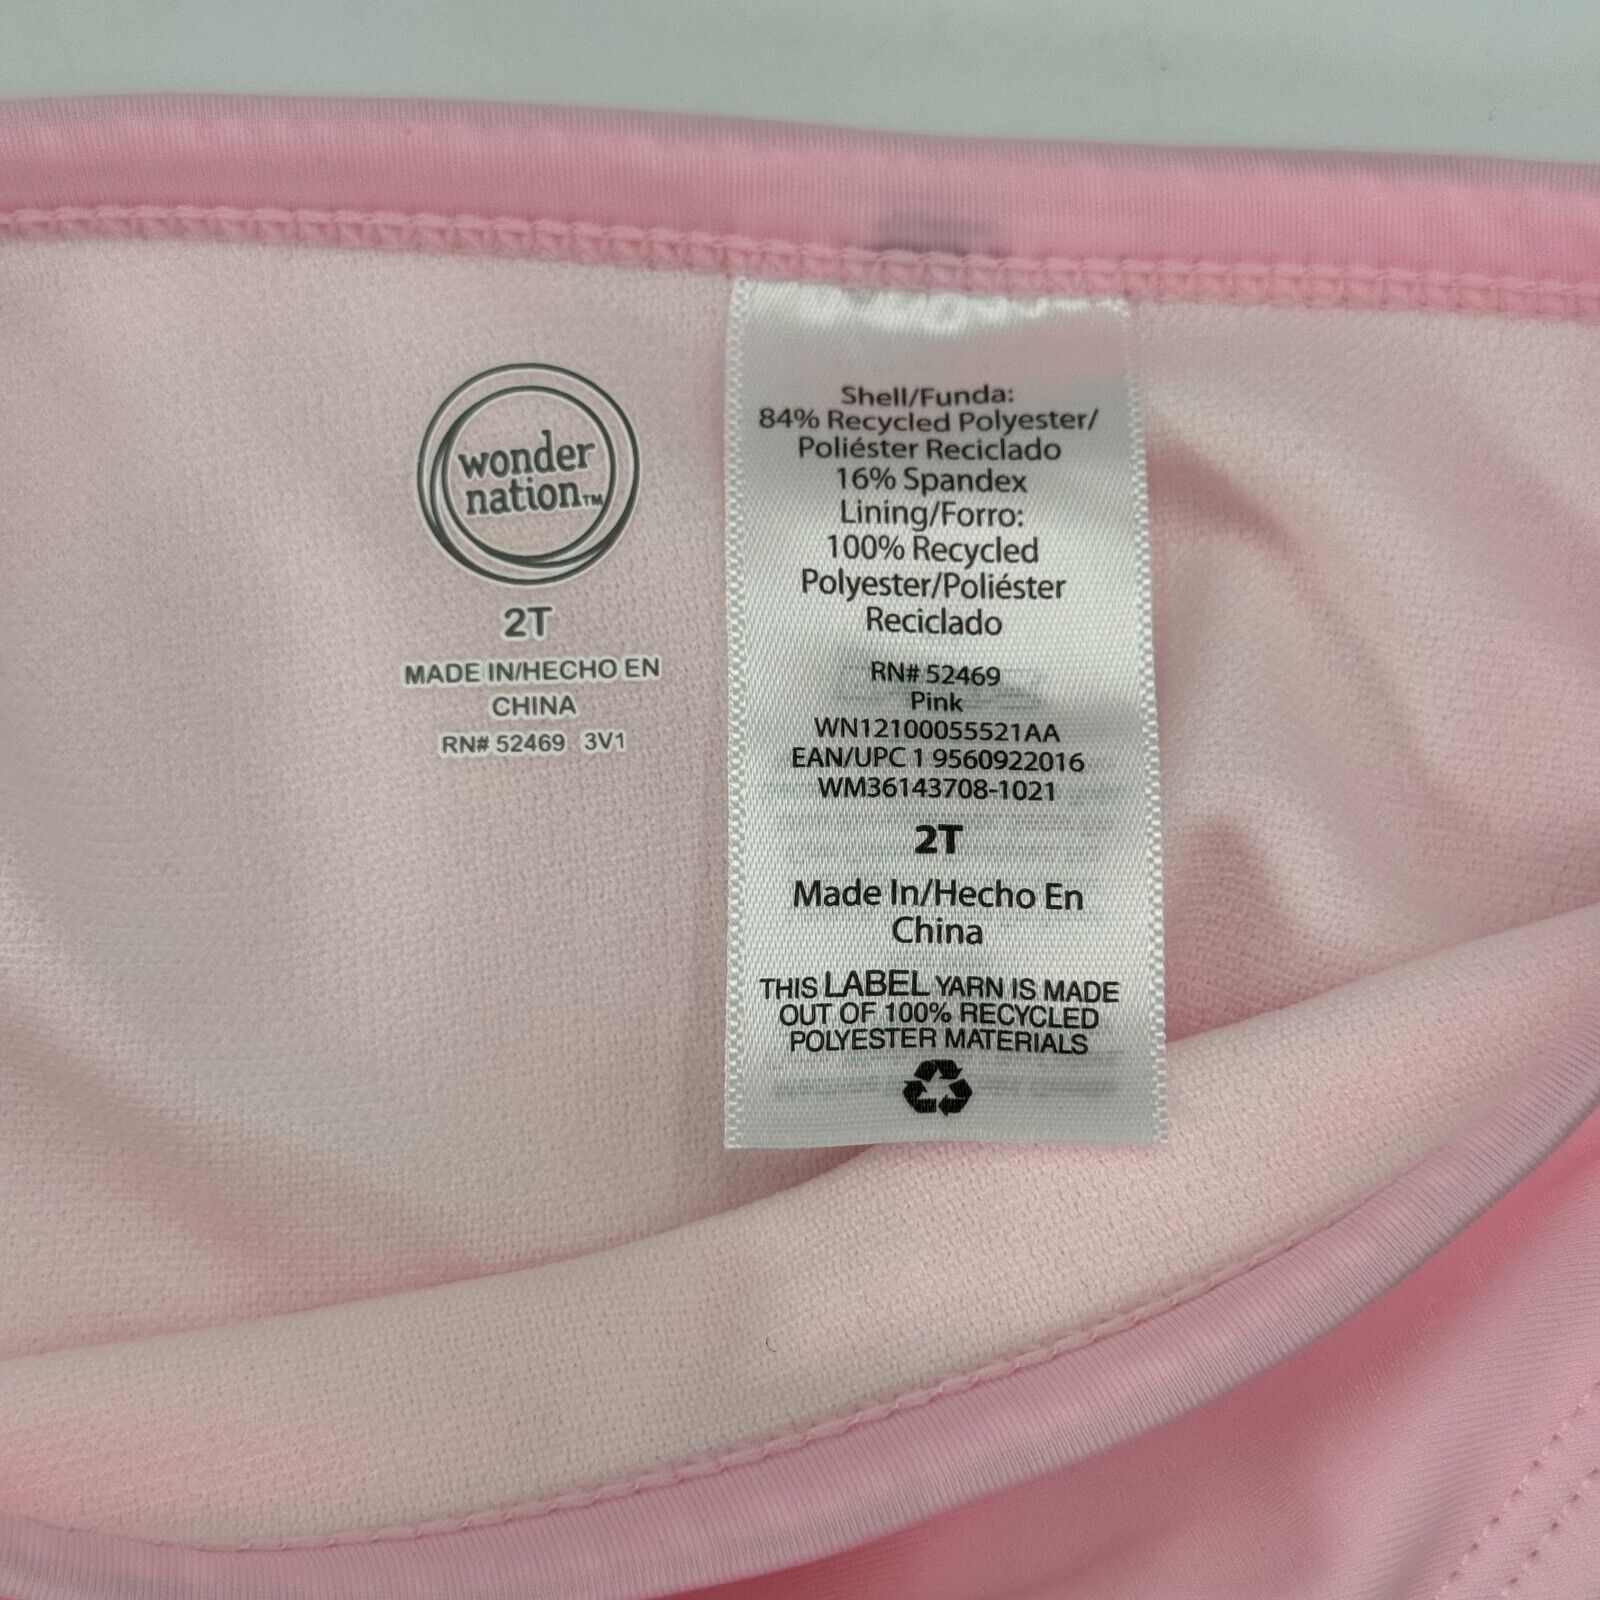 wonder
nation™
2T
MADE IN/HECHO EN
CHINA
RN# 52469 3V1
Shell/Funda:
84% Recycled Polyester/
Poliéster Reciclado
16% Spandex
Lining/Forro:
100% Recycled
Polyester/Poliéster
Reciclado
RN# 52469
Pink
WN12100055521AA
EAN/UPC 1 9560922016
WM36143708-1021
2T
Made In/Hecho En
China
THIS LABEL YARN IS MADE
OUT OF 100% RECYCLED
POLYESTER MATERIALS